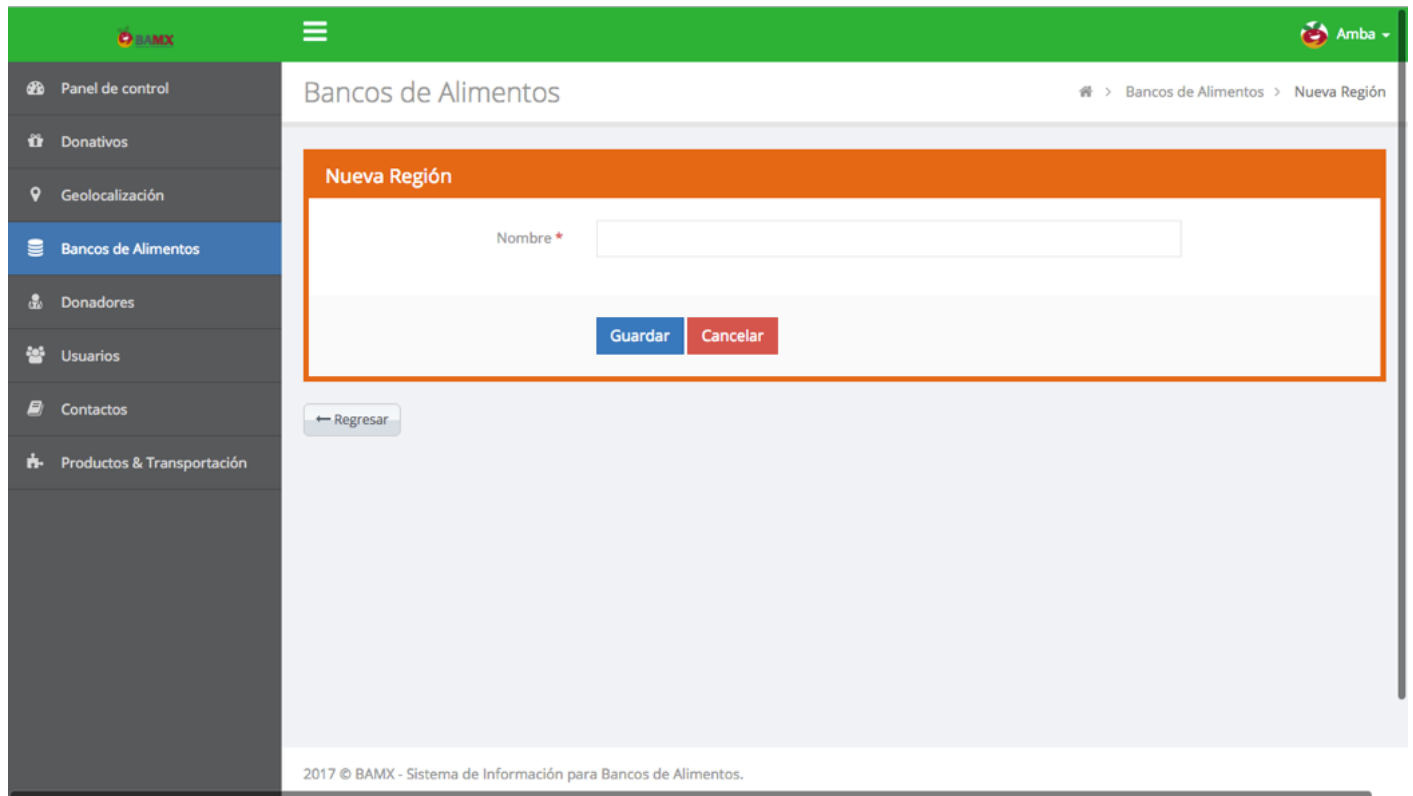 BAMX
Amba
Panel de control
Donativos
Geolocalización
Bancos de Alimentos
Donadores
Usuarios
Contactos
Productos & Transportación
Bancos de Alimentos
> Bancos de Alimentos > Nueva Región
Nueva Región
Nombre *
Guardar Cancelar
← Regresar
2017 © BAMX - Sistema de Información para Bancos de Alimentos.